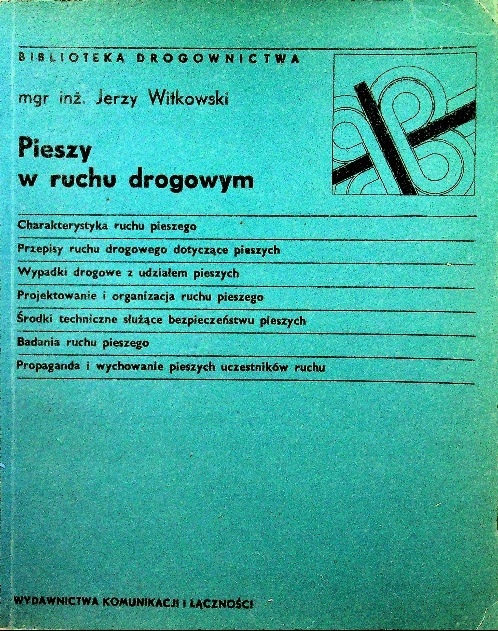 BIBLIOTEKA DROGOWNICTWA
mgr inż. Jerzy Witkowski
Pieszy
w ruchu drogowym
Charakterystyka ruchu pieszego
Przepisy ruchu drogowego dotyczące pieszych
Wypadki drogowe z udziałem pieszych
Projektowanie i organizacja ruchu pieszego
Środki techniczne służące bezpieczeństwu pieszych
Badania ruchu pieszego
Propaganda i wychowanie pieszych uczestników ruchu
WYDAWNICTWA KOMUNIKACJI I ŁĄCZNOŚCI